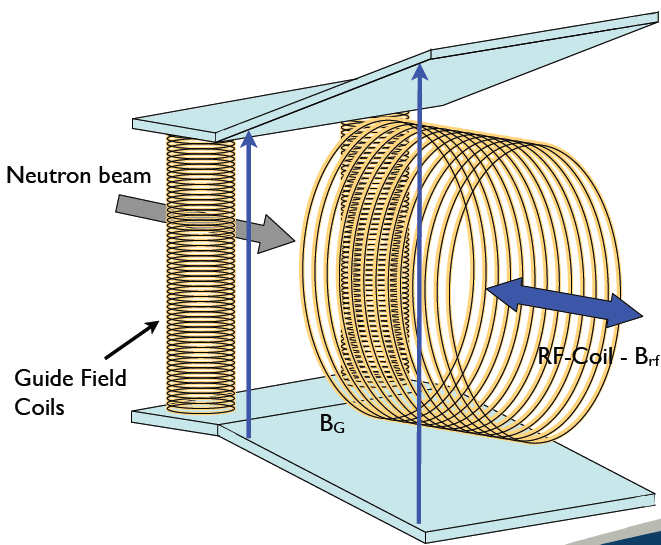 Neutron beam
RF-Coil - Brf
Guide Field
Coils
BG